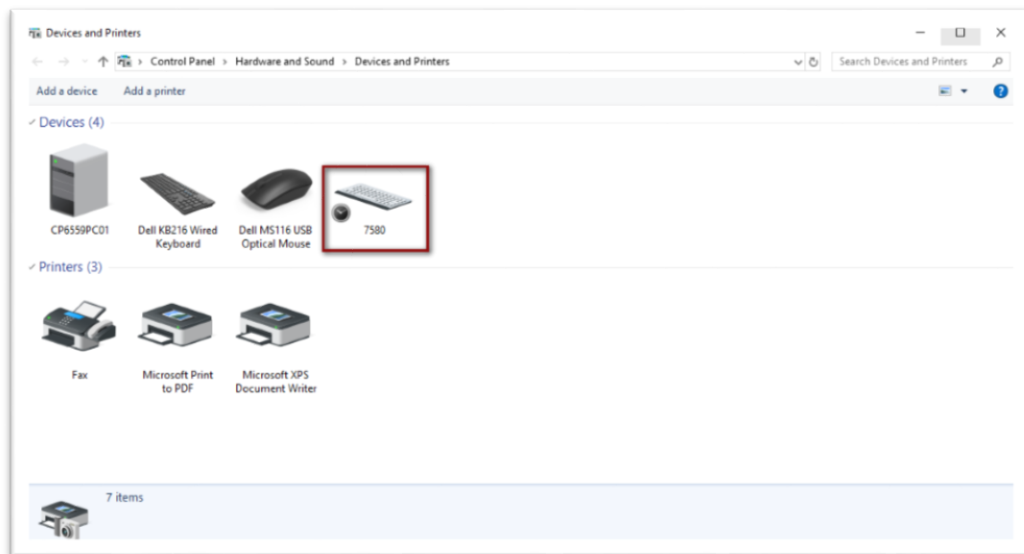 Devices and Printers
Control Panel > Hardware and Sound > Devices and Printers
Search Devices and Printers
Add a device
Add a printer
Devices (4)
CP6559PC01
Dell KB216 Wired
Keyboard
Dell MS116 USB
Optical Mouse
7580
Printers (3)
Fax
Microsoft Print
to PDF
Microsoft XPS
Document Writer
7 items